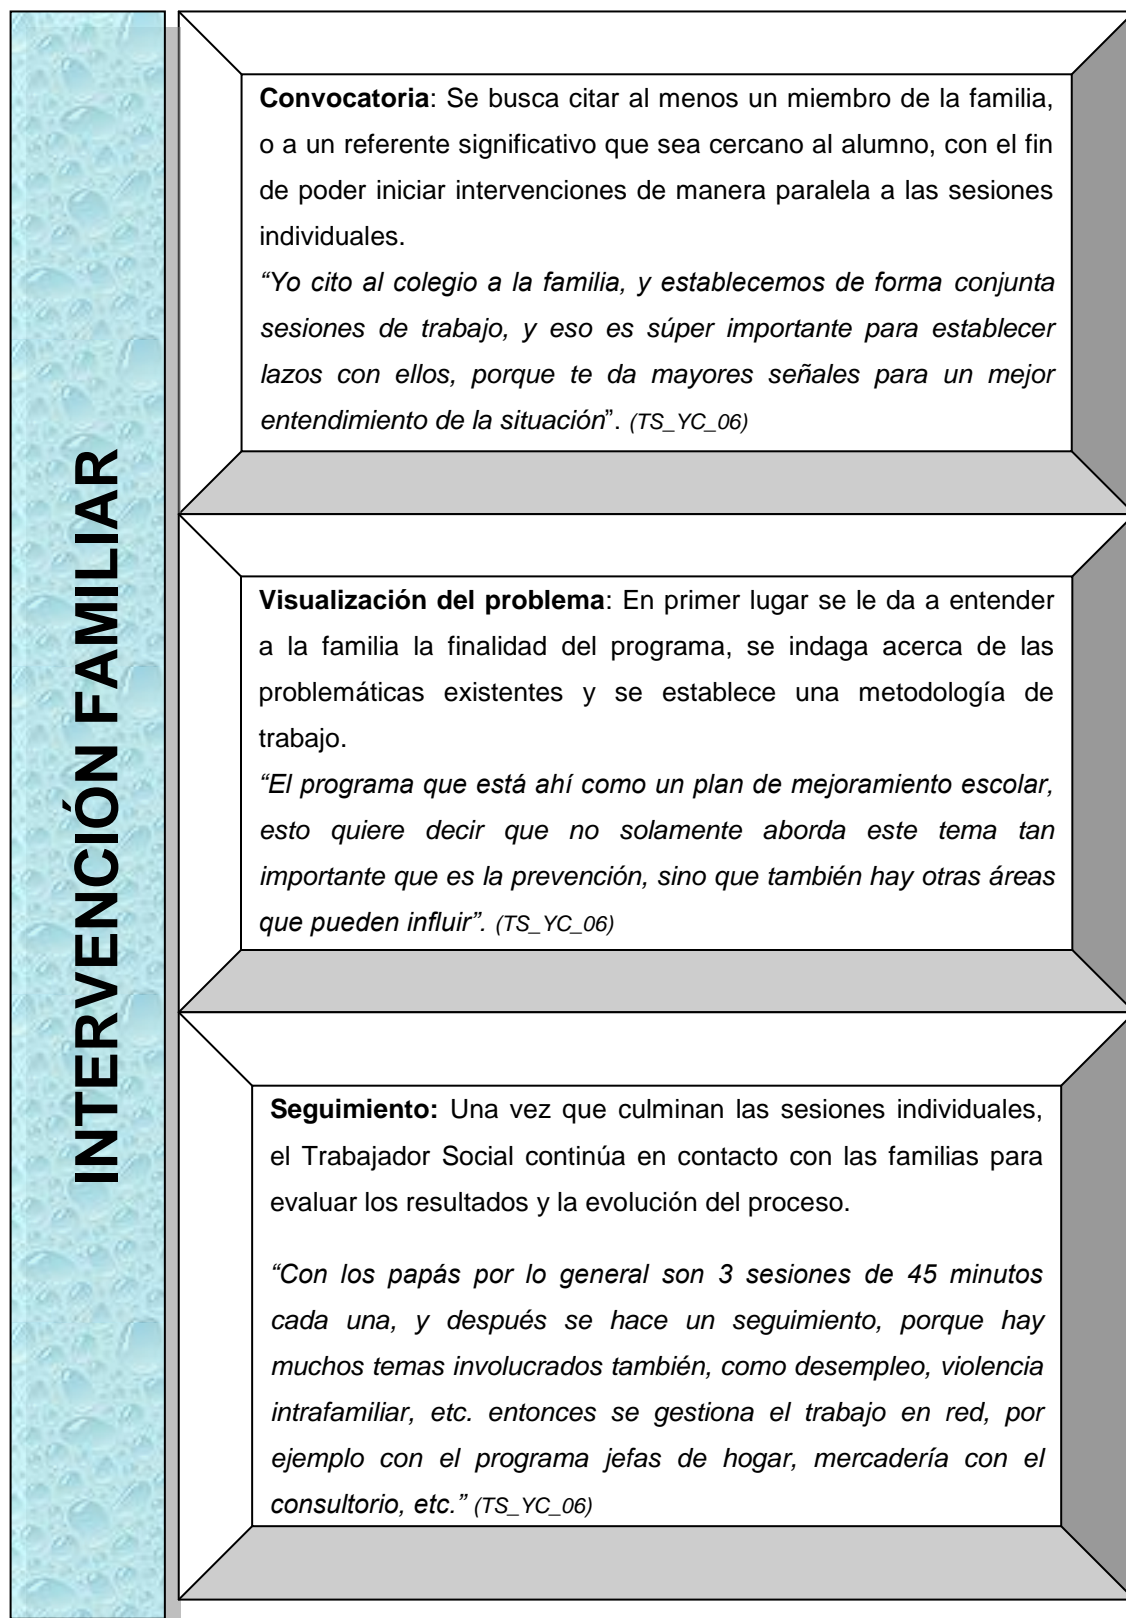 INTERVENCIÓN FAMILIAR
Convocatoria: Se busca citar al menos un miembro de la familia,
o a un referente significativo que sea cercano al alumno, con el fin
de poder iniciar intervenciones de manera paralela a las sesiones
individuales.
“Yo cito al colegio a la familia, y establecemos de forma conjunta
sesiones de trabajo, y eso es súper importante para establecer
lazos con ellos, porque te da mayores señales para un mejor
entendimiento de la situación”. (TS_YC_06)
Visualización del problema: En primer lugar se le da a entender
a la familia la finalidad del programa, se indaga acerca de las
problemáticas existentes y se establece una metodología de
trabajo.
“El programa que está ahí como un plan de mejoramiento escolar,
esto quiere decir que no solamente aborda este tema tan
importante que es la prevención, sino que también hay otras áreas
que pueden influir”. (TS_YC_06)
Seguimiento: Una vez que culminan las sesiones individuales,
el Trabajador Social continúa en contacto con las familias para
evaluar los resultados y la evolución del proceso.
“Con los papás por lo general son 3 sesiones de 45 minutos
cada una, y después se hace un seguimiento, porque hay
muchos temas involucrados también, como desempleo, violencia
intrafamiliar, etc. entonces se gestiona el trabajo en red, por
ejemplo con el programa jefas de hogar, mercadería con el
consultorio, etc.” (TS_YC_06)